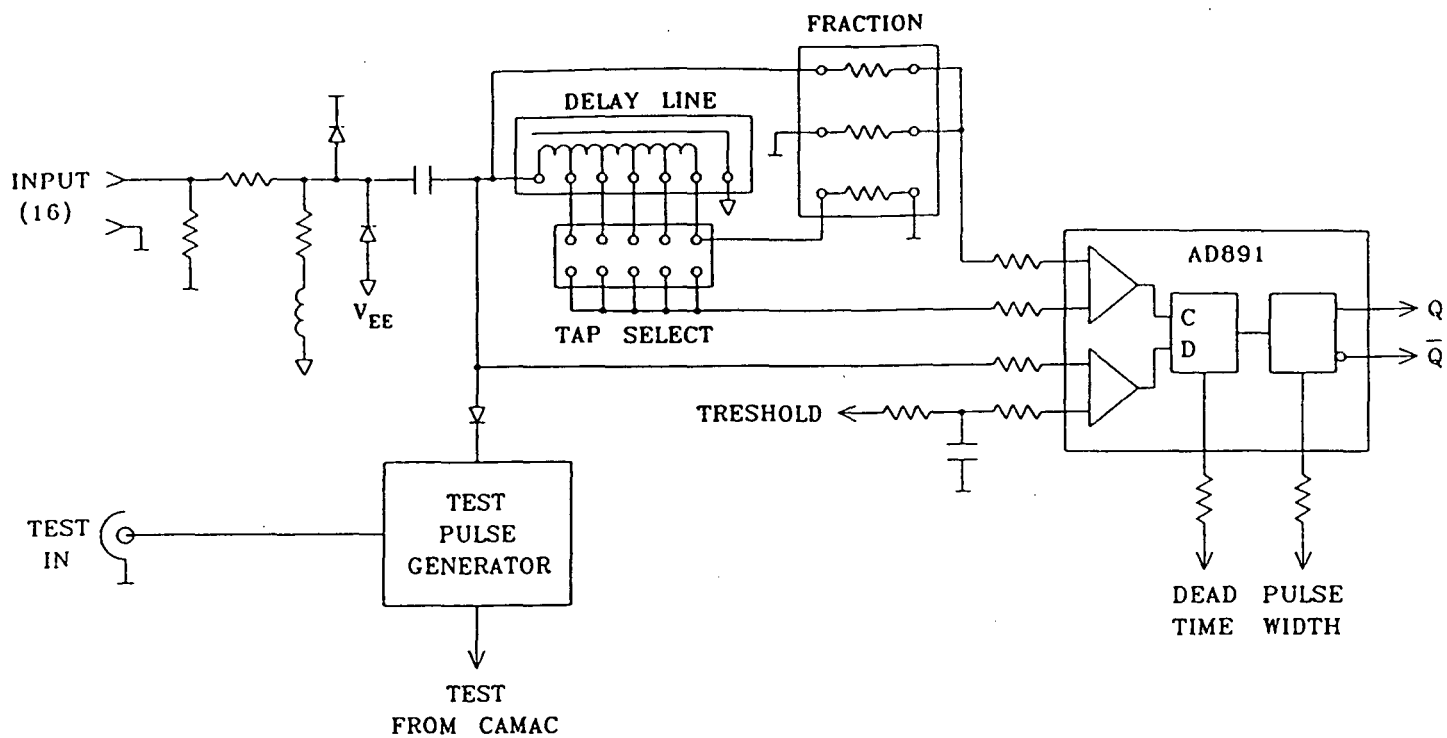 FRACTION
DELAY LINE
INPUT
(16)
V_EE
TAP SELECT
AD891
C
D
Q
Q̅
TRESHOLD
TEST
PULSE
GENERATOR
TEST
IN
DEAD
TIME
PULSE
WIDTH
TEST
FROM CAMAC